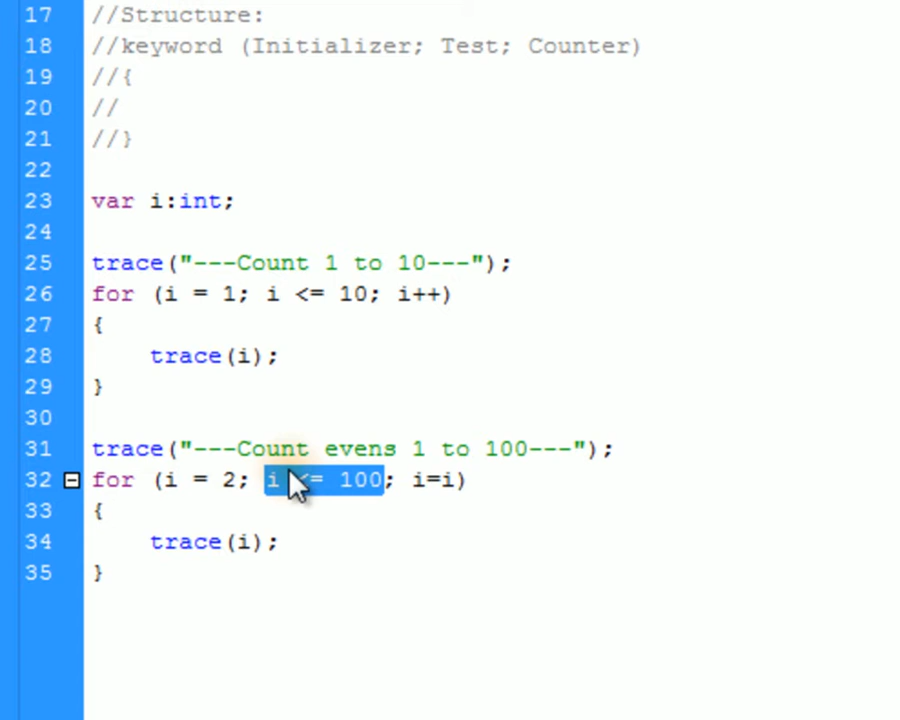 17 //Structure:
18 //keyword (Initializer; Test; Counter)
19 //{
20 //
21 //}
22
23 var i:int;
24
25 trace("---Count 1 to 10---");
26 for (i = 1; i <= 10; i++)
27 {
28     trace(i);
29 }
30
31 trace("---Count evens 1 to 100---");
32 for (i = 2; i <= 100; i=i)
33 {
34     trace(i);
35 }